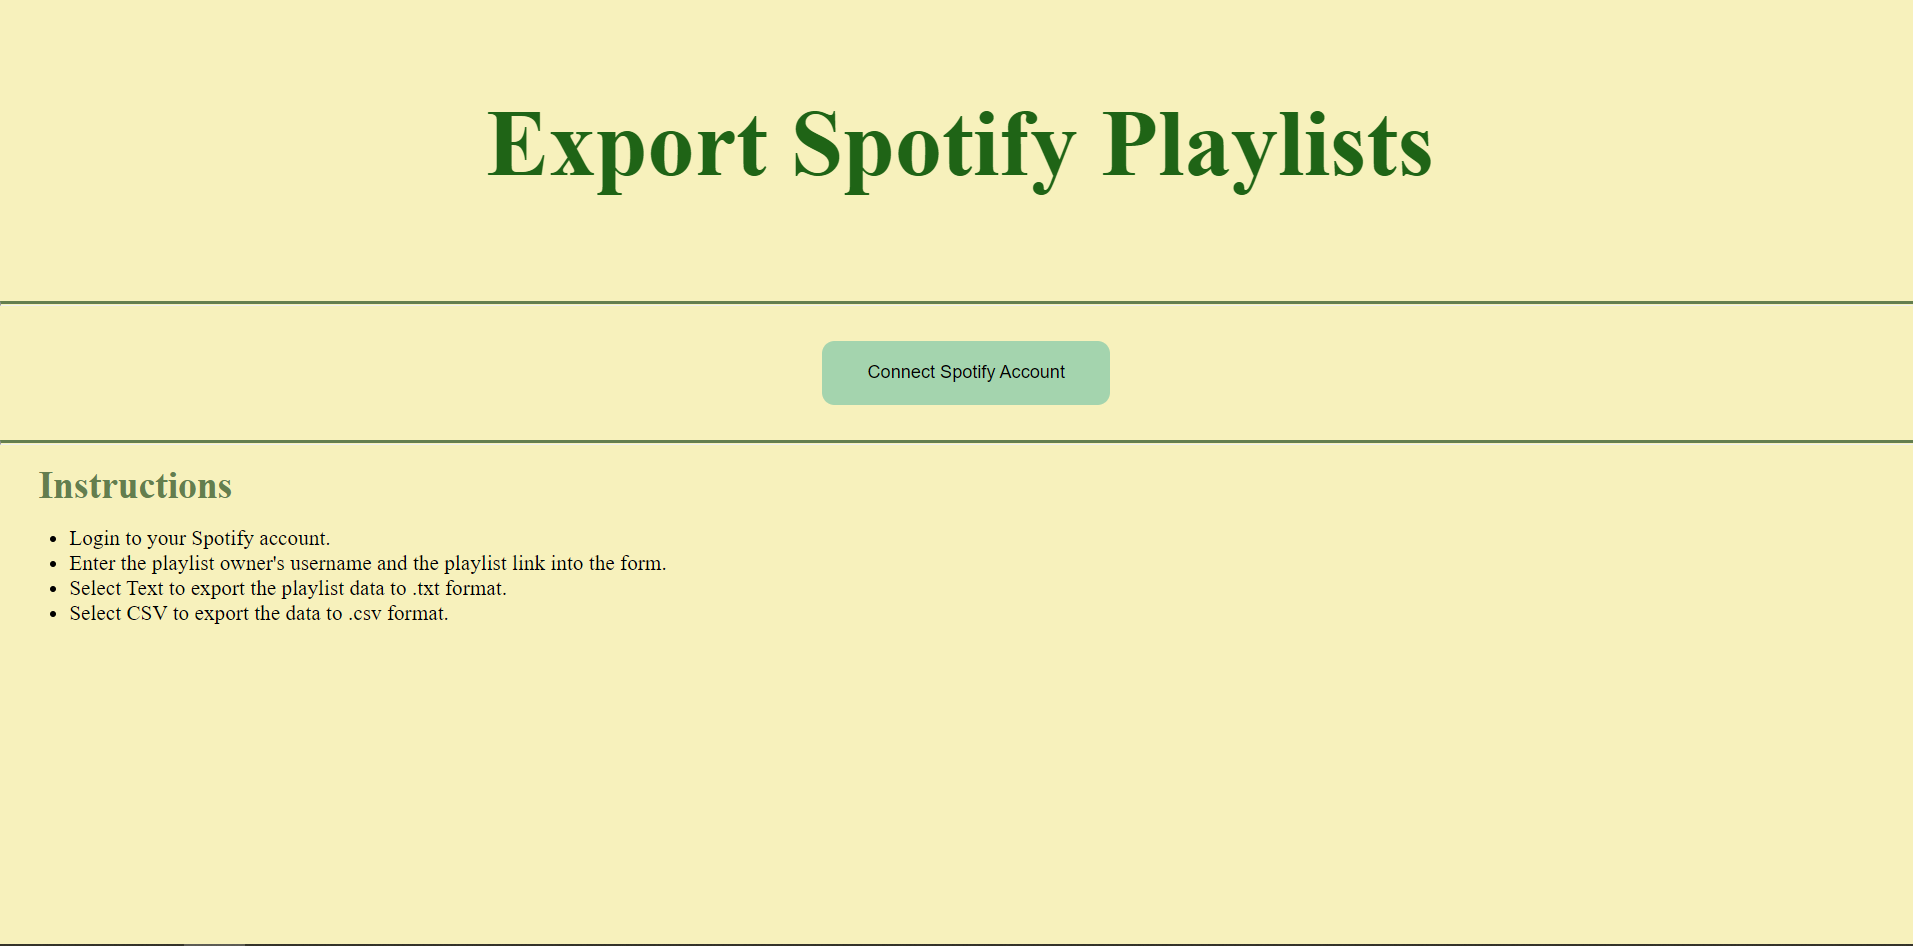 Export Spotify Playlists
Connect Spotify Account
Instructions
Login to your Spotify account.
Enter the playlist owner's username and the playlist link into the form.
Select Text to export the playlist data to .txt format.
Select CSV to export the data to .csv format.